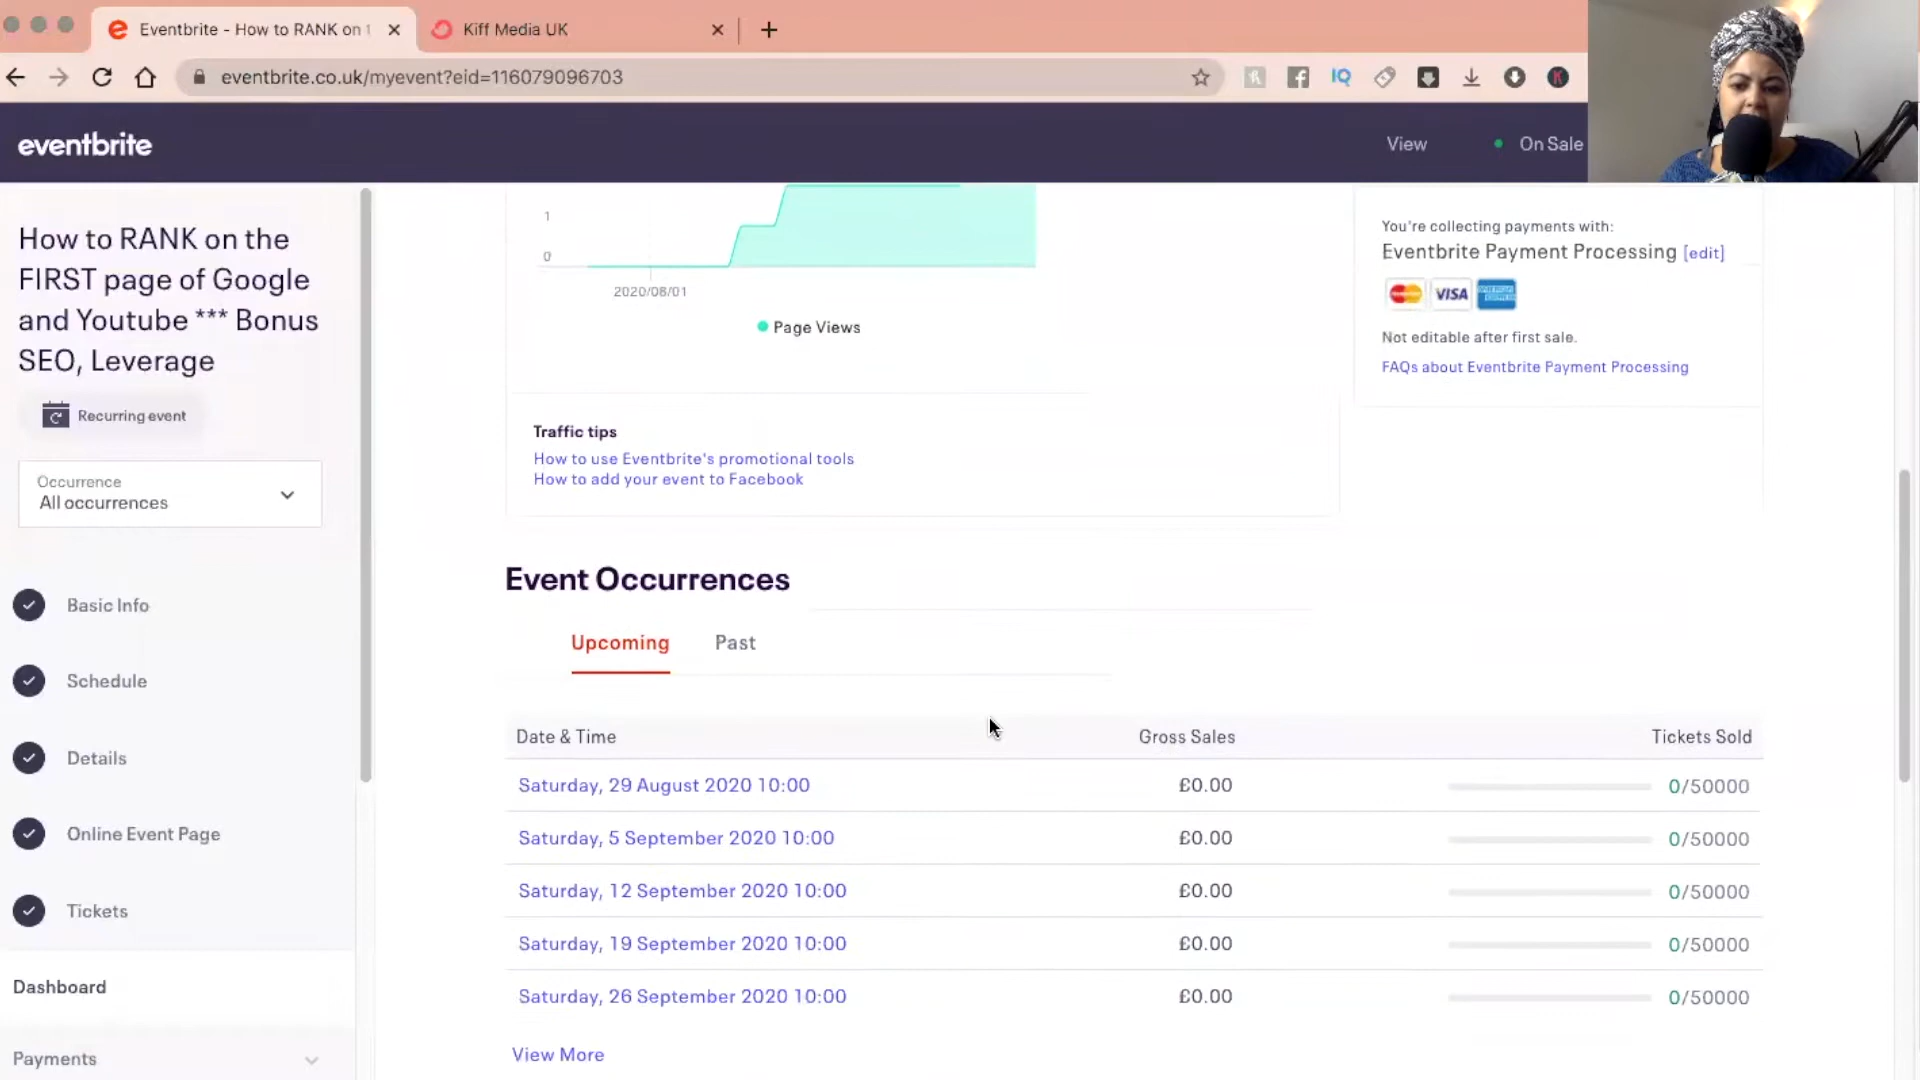 Eventbrite - How to RANK on t
Kiff Media UK
eventbrite.co.uk/myevent?eid=116079096703
IQ
K
eventbrite
View
On Sale
How to RANK on the
FIRST page of Google
and Youtube *** Bonus
SEO, Leverage
Recurring event
Occurrence
All occurrences
Basic Info
Schedule
Details
Online Event Page
Tickets
Dashboard
Payments
1
0
2020/08/01
Page Views
Traffic tips
How to use Eventbrite's promotional tools
How to add your event to Facebook
You're collecting payments with:
Eventbrite Payment Processing [edit]
VISA
Not editable after first sale.
FAQs about Eventbrite Payment Processing
Event Occurrences
Upcoming Past
Date & Time Gross Sales Tickets Sold
Saturday, 29 August 2020 10:00 £0.00 0/50000
Saturday, 5 September 2020 10:00 £0.00 0/50000
Saturday, 12 September 2020 10:00 £0.00 0/50000
Saturday, 19 September 2020 10:00 £0.00 0/50000
Saturday, 26 September 2020 10:00 £0.00 0/50000
View More